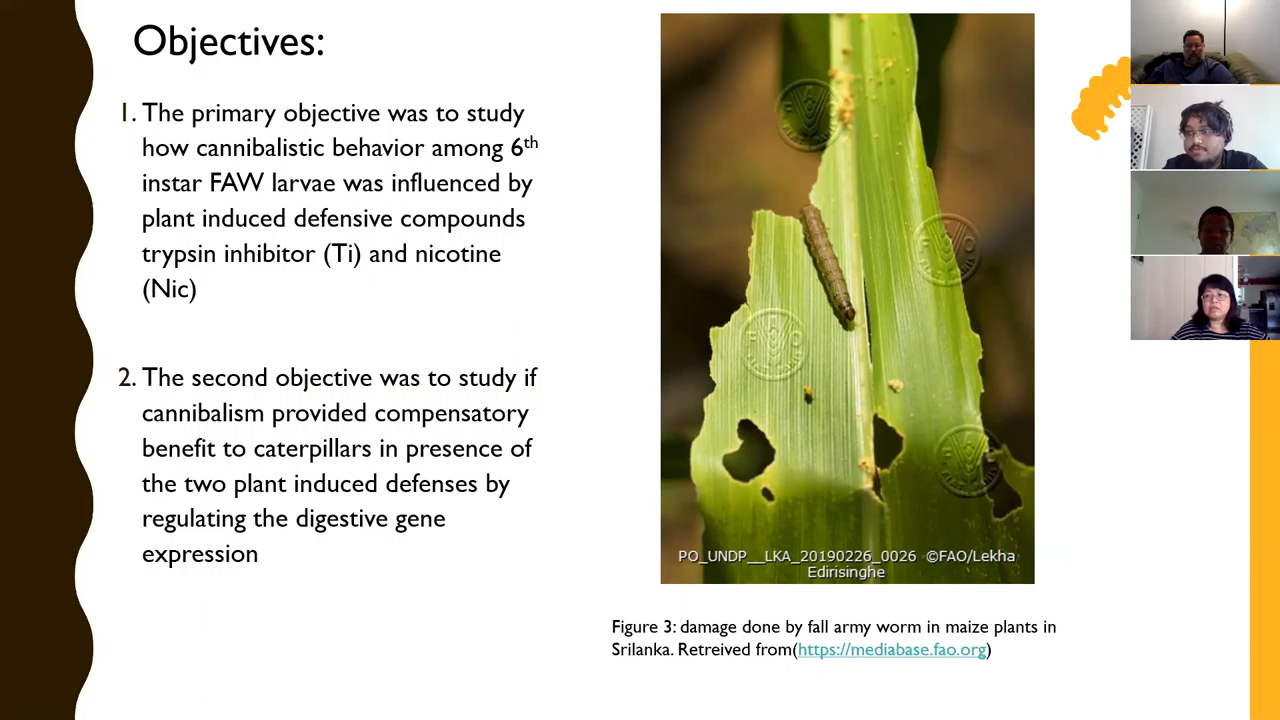 Objectives:
1. The primary objective was to study
how cannibalistic behavior among 6th
instar FAW larvae was influenced by
plant induced defensive compounds
trypsin inhibitor (Ti) and nicotine
(Nic)
2. The second objective was to study if
cannibalism provided compensatory
benefit to caterpillars in presence of
the two plant induced defenses by
regulating the digestive gene
expression
PO_UNDP__LKA_20190226_0026 ©FAO/Lekha
Edirisinghe
Figure 3: damage done by fall army worm in maize plants in
Srilanka. Retreived from(https://mediabase.fao.org)